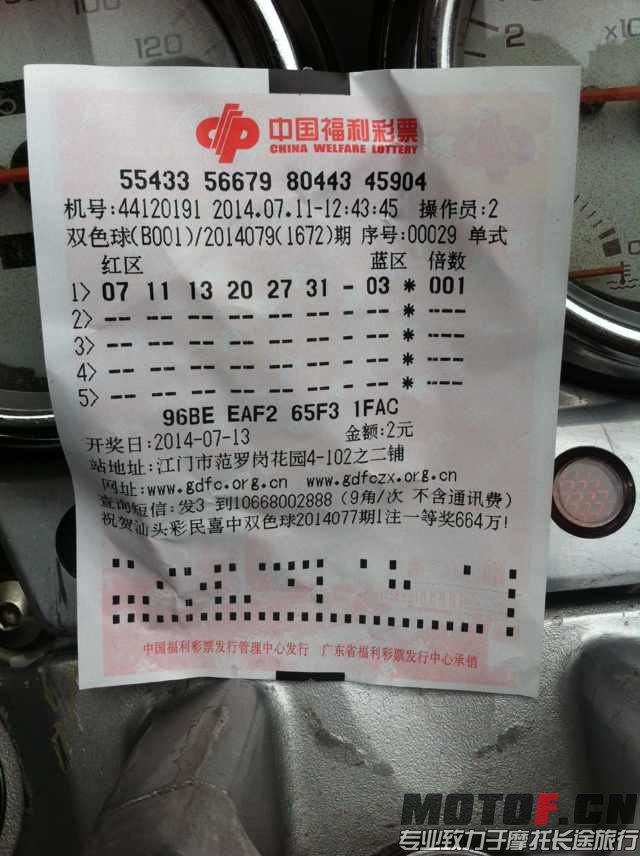 100
120
2
x10
中国福利彩票
CHINA WELFARE LOTTERY
55433 56679 80443 45904
机号:44120191 2014.07.11-12:43:45 操作员:2
双色球(B001)/2014079(1672)期 序号:00029 单式
红区 蓝区 倍数
1> 07 11 13 20 27 31 - 03 * 001
2> -- -- -- -- -- -- - -- * ---
3> -- -- -- -- -- -- - -- * ---
4> -- -- -- -- -- -- - -- * ---
5> -- -- -- -- -- -- - -- * ---
96BE EAF2 65F3 1FAC
开奖日:2014-07-13 金额:2元
站地址:江门市范罗岗花园4-102之二铺
网址:www.gdfc.org.cn www.gdfczx.org.cn
查询短信:发3 到10668002888(9角/次 不含通讯费)
祝贺汕头彩民喜中双色球2014077期1注一等奖664万!
中国福利彩票发行管理中心发行 广东省福利彩票发行中心承销
MOTOF.CN
专业致力于摩托长途旅行